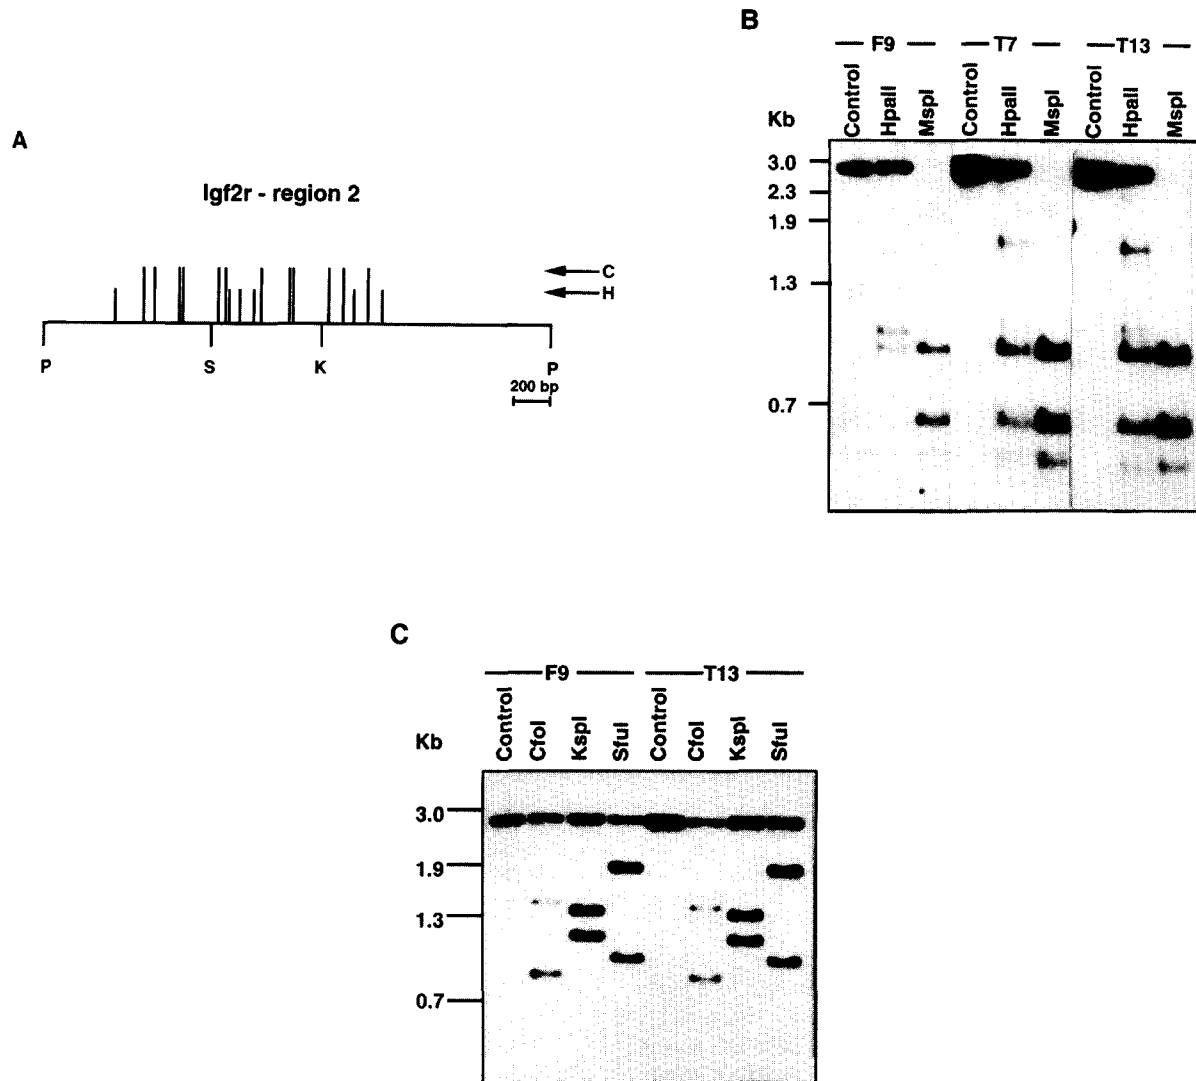 A
Igf2r - region 2
C
H
P
S
K
P
200 bp
B
F9
T7
T13
Kb
Control
HpaII
MspI
Control
HpaII
MspI
Control
HpaII
MspI
3.0
2.3
1.9
1.3
0.7
C
F9
T13
Kb
Control
CfoI
KspI
SfuI
Control
CfoI
KspI
SfuI
3.0
1.9
1.3
0.7